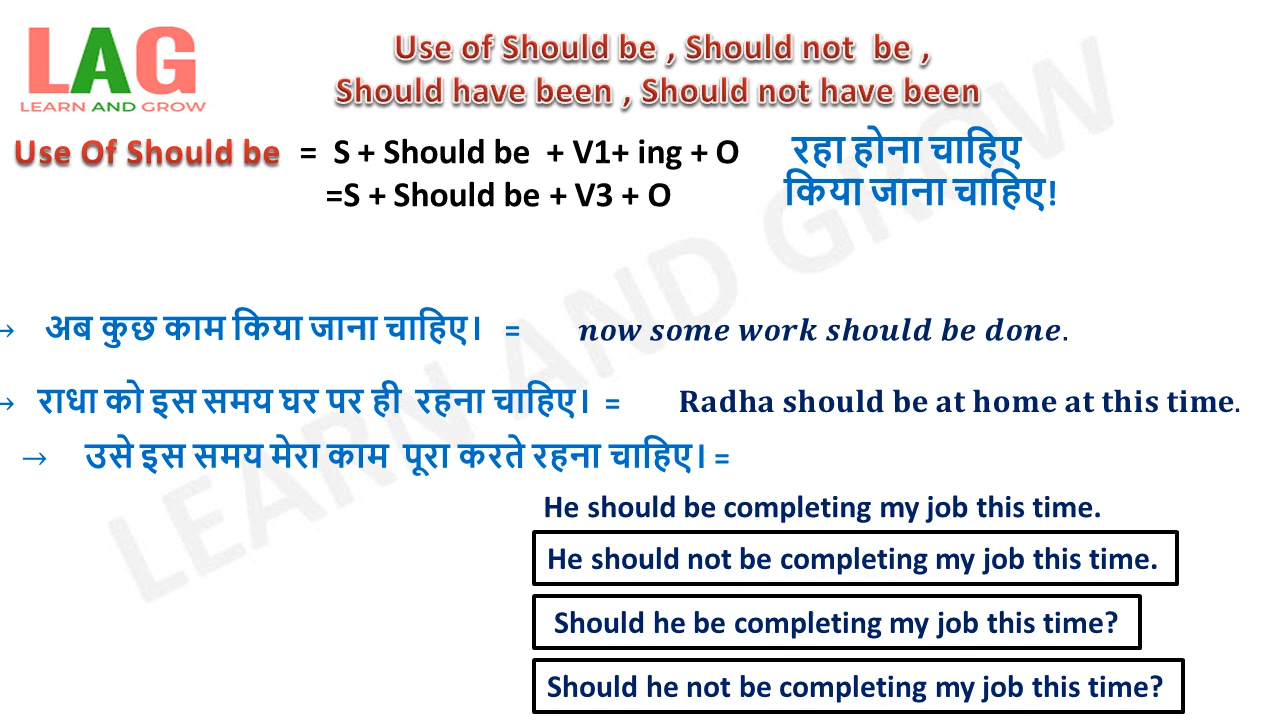 LAG
LEARN AND GROW
Use of Should be , Should not be ,
Should have been , Should not have been
Use Of Should be = S + Should be + V1+ ing + O रहा होना चाहिए
=S + Should be + V3 + O किया जाना चाहिए!
→ अब कुछ काम किया जाना चाहिए। = now some work should be done.
→ राधा को इस समय घर पर ही रहना चाहिए। = Radha should be at home at this time.
→ उसे इस समय मेरा काम पूरा करते रहना चाहिए। =
He should be completing my job this time.
He should not be completing my job this time.
Should he be completing my job this time?
Should he not be completing my job this time?
LEARN AND GROW